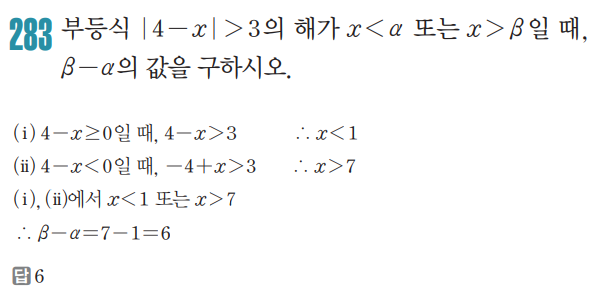 283 부등식 |4-x|>3의 해가 x<α 또는 x>β일 때,
β-α의 값을 구하시오.
(ⅰ) 4-x≥0일 때, 4-x>3 ∴ x<1
(ⅱ) 4-x<0일 때, -4+x>3 ∴ x>7
(ⅰ), (ⅱ)에서 x<1 또는 x>7
∴ β-α=7-1=6
답 6